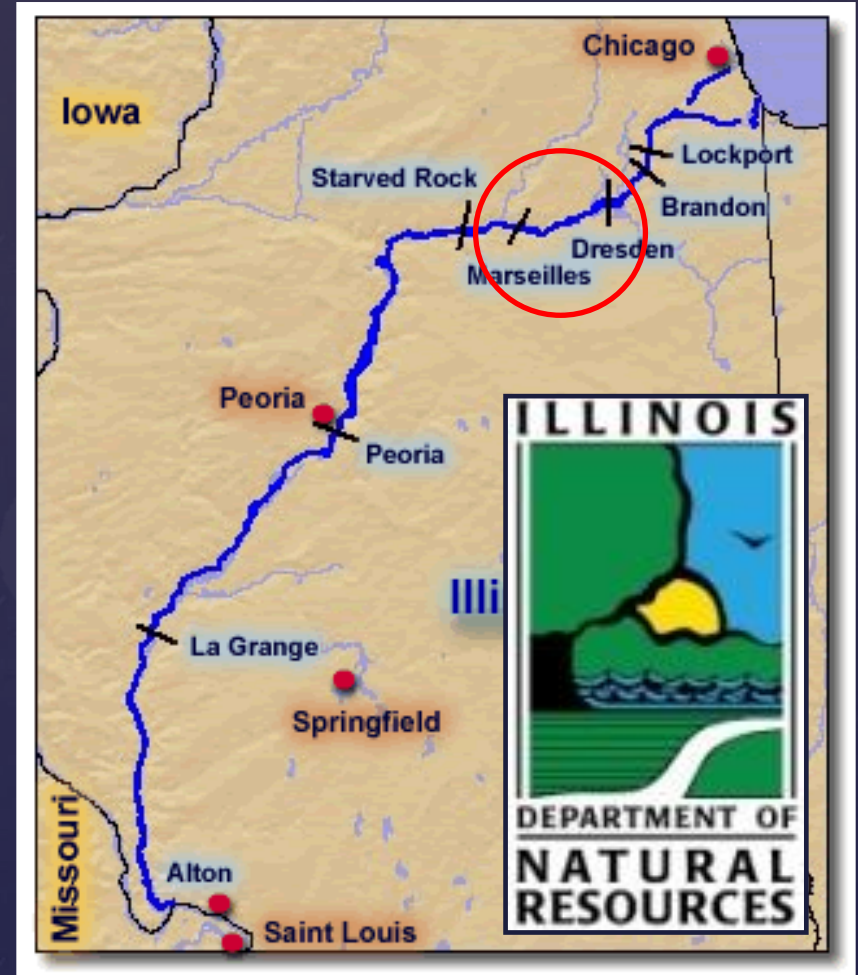 Chicago
Iowa
Lockport
Starved Rock
Brandon
Dresden
Marseilles
Peoria
Peoria
ILLINOIS
Illi
La Grange
Springfield
DEPARTMENT OF
NATURAL
RESOURCES
Missouri
Alton
Saint Louis